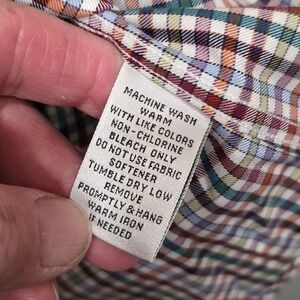 MACHINE WASH
WARM
WITH LIKE COLORS
NON-CHLORINE
BLEACH ONLY
DO NOT USE FABRIC
SOFTENER
TUMBLE DRY LOW
REMOVE
PROMPTLY & HANG
WARM IRON
IF NEEDED